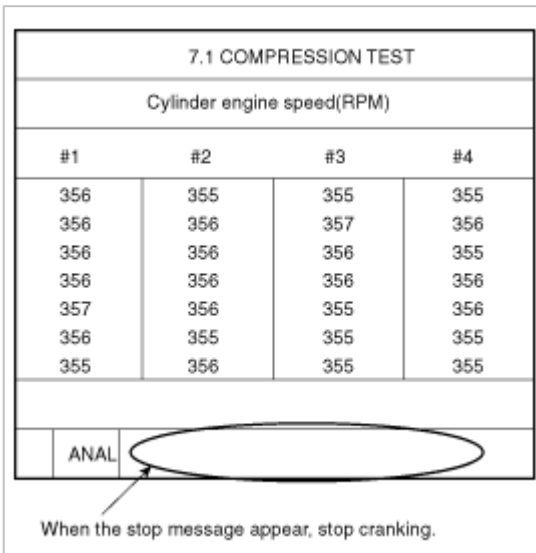 7.1 COMPRESSION TEST
Cylinder engine speed(RPM)
#1 #2 #3 #4
356 355 355 355
356 356 357 356
356 356 356 355
356 356 356 356
357 356 355 356
356 355 355 355
355 356 355 355
ANAL
When the stop message appear, stop cranking.